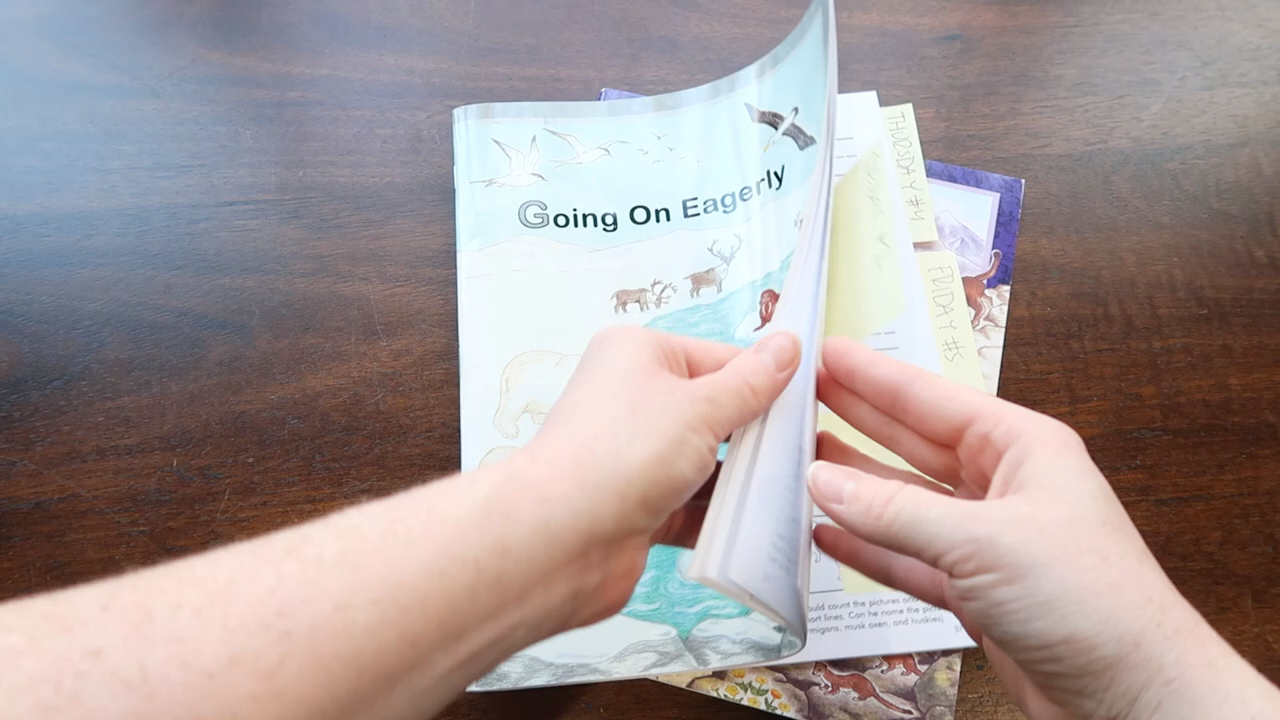 Going On Eagerly
THURSDAY #4
FRIDAY #5
ould count the pictures and
ort lines. Can he name the pictu
migans, musk oxen, and huskies)